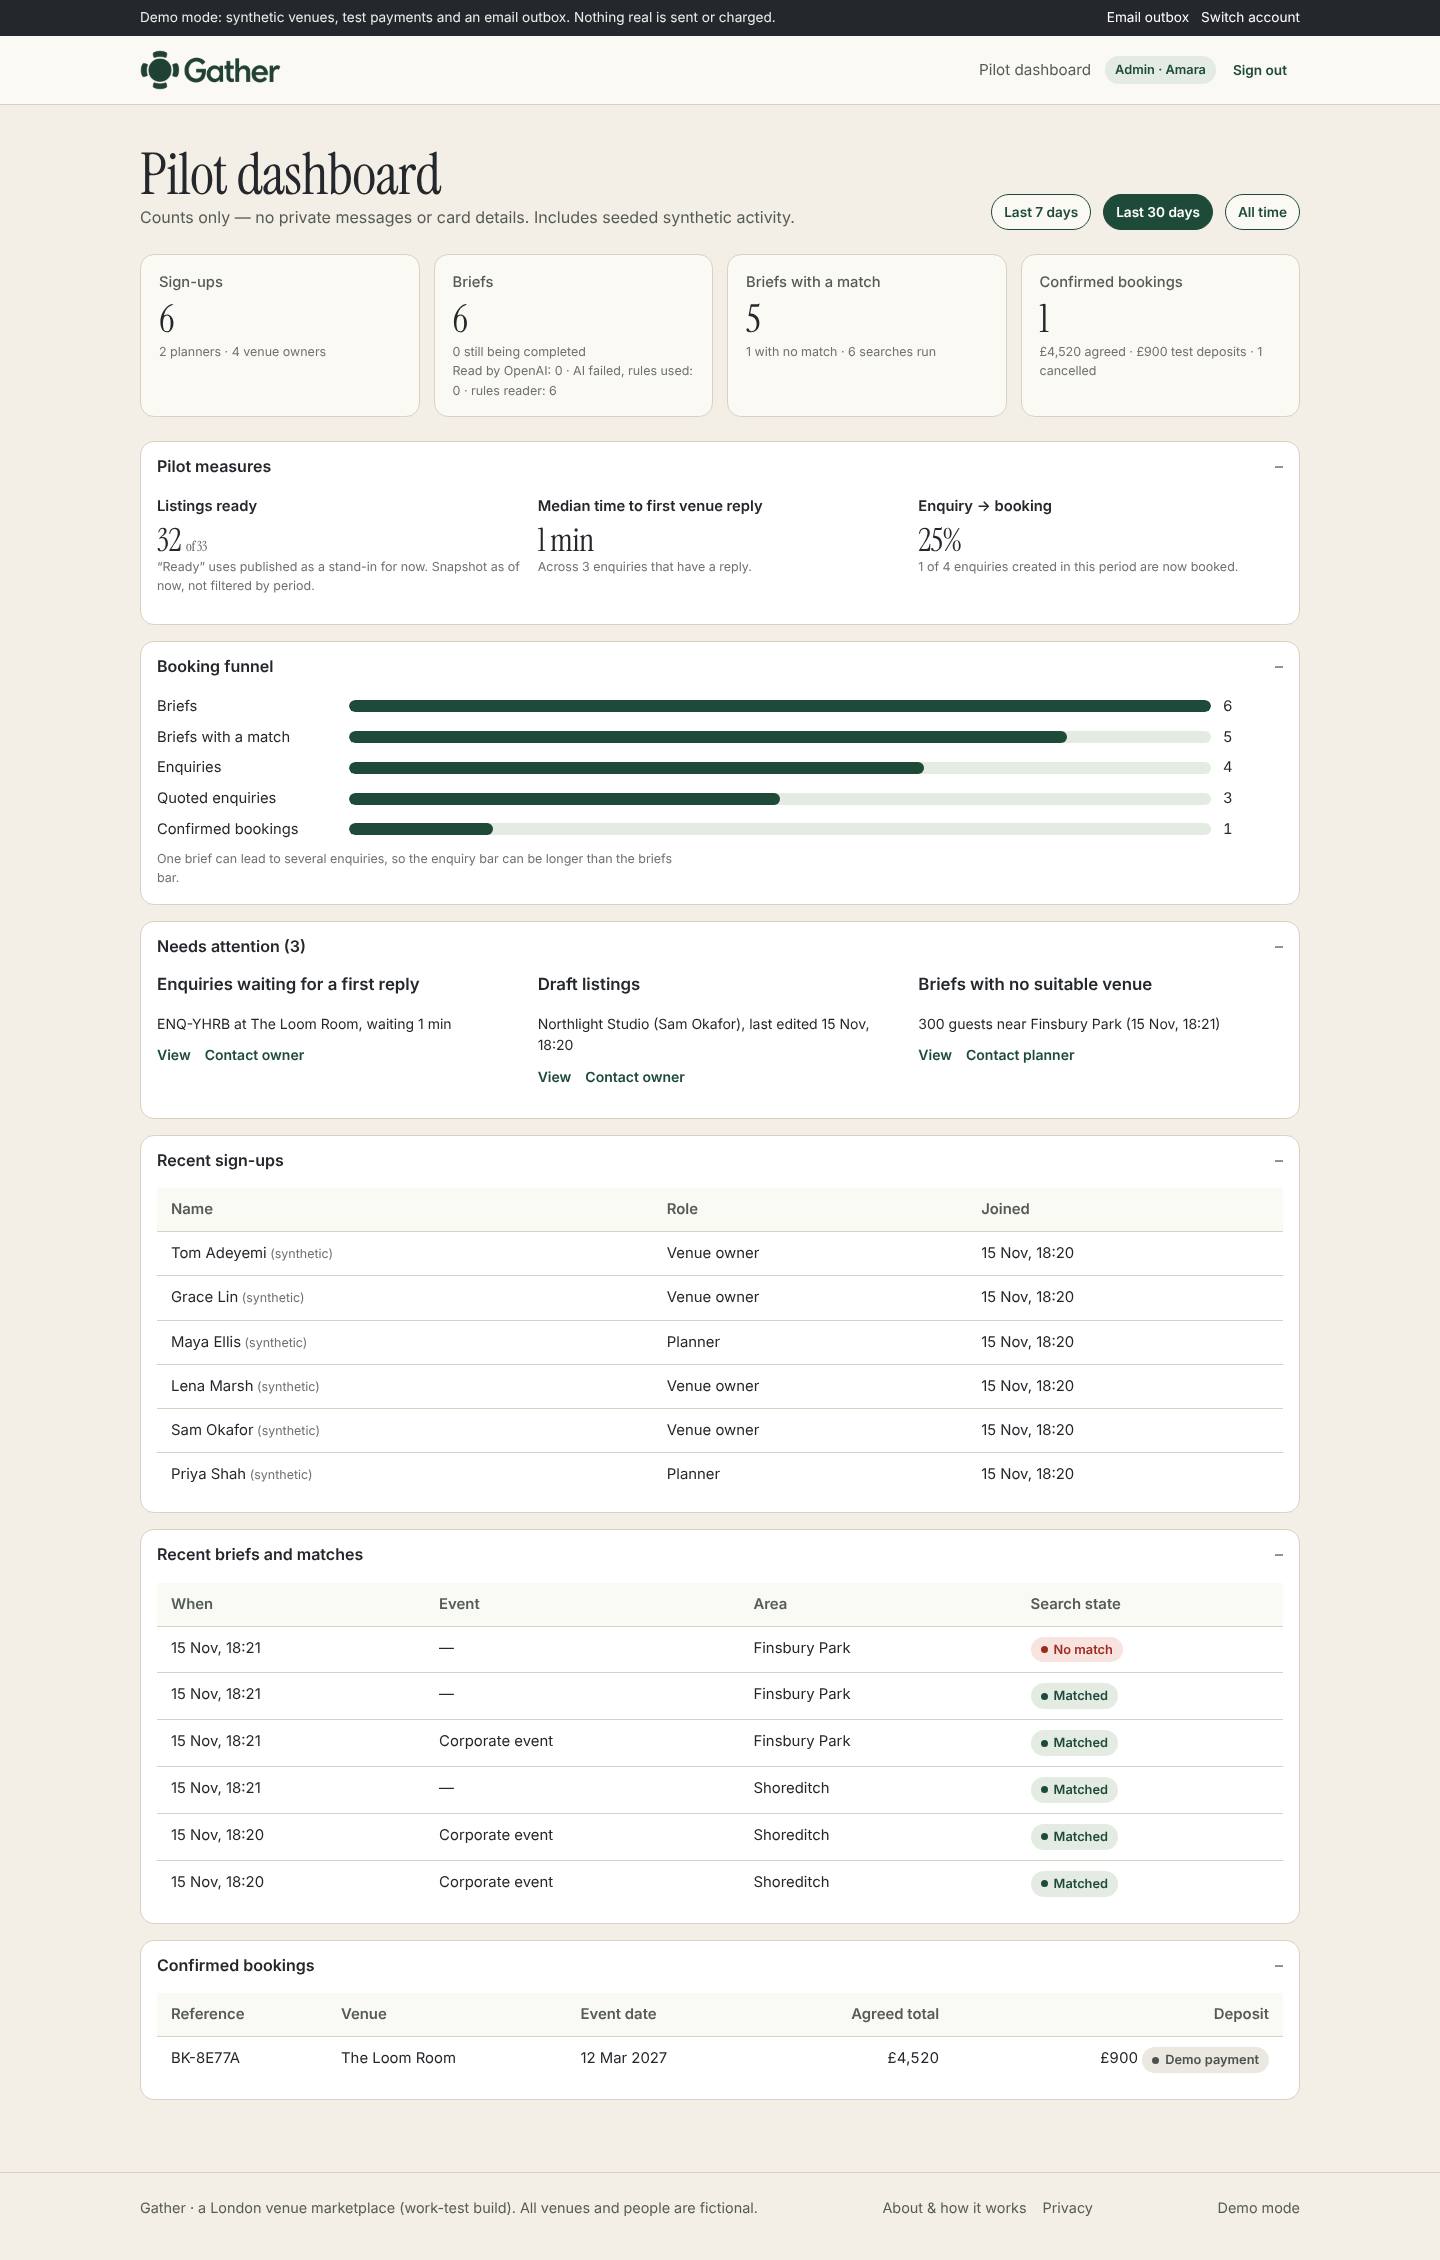 Demo mode: synthetic venues, test payments and an email outbox. Nothing real is sent or charged.
Email outbox Switch account
Gather
Pilot dashboard Admin · Amara Sign out
Pilot dashboard
Counts only — no private messages or card details. Includes seeded synthetic activity.
Last 7 days Last 30 days All time
Sign-ups
6
2 planners · 4 venue owners
Briefs
6
0 still being completed
Read by OpenAI: 0 · AI failed, rules used:
0 · rules reader: 6
Briefs with a match
5
1 with no match · 6 searches run
Confirmed bookings
1
£4,520 agreed · £900 test deposits · 1
cancelled
Pilot measures –
Listings ready
32 of 33
“Ready” uses published as a stand-in for now. Snapshot as of
now, not filtered by period.
Median time to first venue reply
1 min
Across 3 enquiries that have a reply.
Enquiry → booking
25%
1 of 4 enquiries created in this period are now booked.
Booking funnel –
Briefs 6
Briefs with a match 5
Enquiries 4
Quoted enquiries 3
Confirmed bookings 1
One brief can lead to several enquiries, so the enquiry bar can be longer than the briefs
bar.
Needs attention (3) –
Enquiries waiting for a first reply
ENQ-YHRB at The Loom Room, waiting 1 min
View Contact owner
Draft listings
Northlight Studio (Sam Okafor), last edited 15 Nov,
18:20
View Contact owner
Briefs with no suitable venue
300 guests near Finsbury Park (15 Nov, 18:21)
View Contact planner
Recent sign-ups –
Name Role Joined
Tom Adeyemi (synthetic) Venue owner 15 Nov, 18:20
Grace Lin (synthetic) Venue owner 15 Nov, 18:20
Maya Ellis (synthetic) Planner 15 Nov, 18:20
Lena Marsh (synthetic) Venue owner 15 Nov, 18:20
Sam Okafor (synthetic) Venue owner 15 Nov, 18:20
Priya Shah (synthetic) Planner 15 Nov, 18:20
Recent briefs and matches –
When Event Area Search state
15 Nov, 18:21 — Finsbury Park No match
15 Nov, 18:21 — Finsbury Park Matched
15 Nov, 18:21 Corporate event Finsbury Park Matched
15 Nov, 18:21 — Shoreditch Matched
15 Nov, 18:20 Corporate event Shoreditch Matched
15 Nov, 18:20 Corporate event Shoreditch Matched
Confirmed bookings –
Reference Venue Event date Agreed total Deposit
BK-8E77A The Loom Room 12 Mar 2027 £4,520 £900 Demo payment
Gather · a London venue marketplace (work-test build). All venues and people are fictional.
About & how it works Privacy
Demo mode